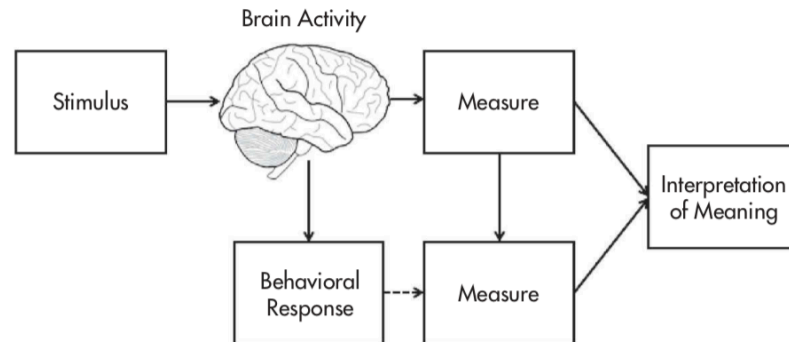 Brain Activity
Stimulus
Measure
Interpretation
of Meaning
Behavioral
Response
Measure